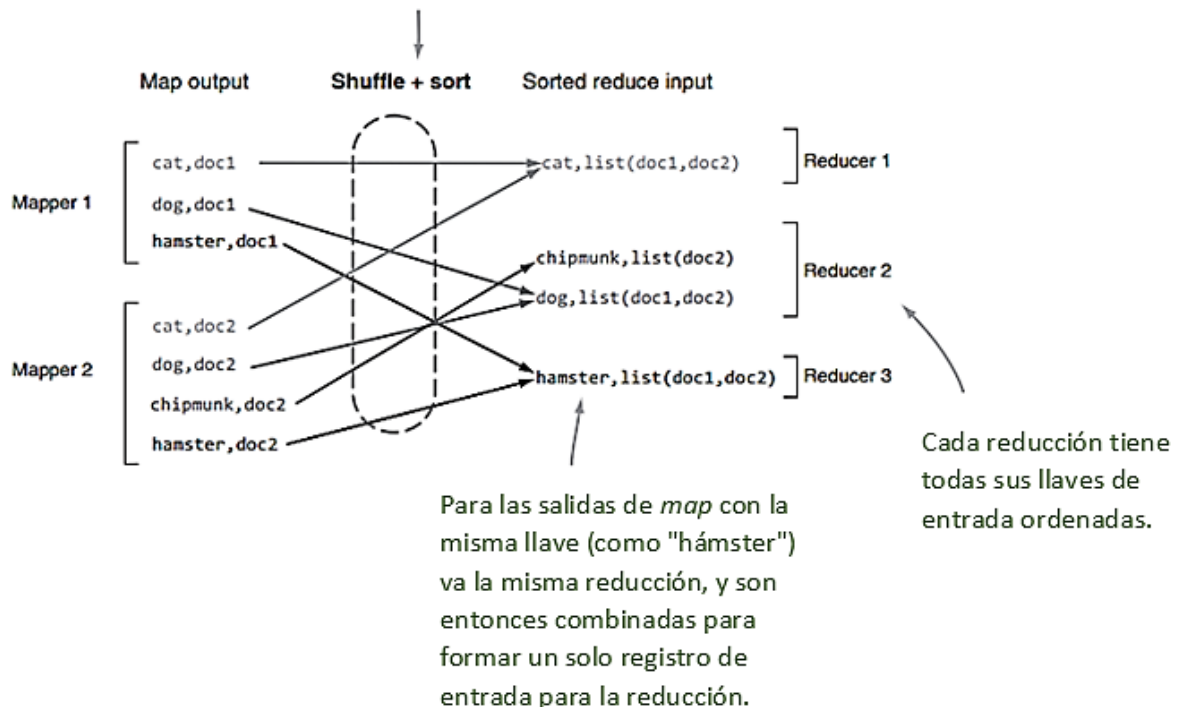 Map output Shuffle + sort Sorted reduce input
Mapper 1
cat,doc1
dog,doc1
hamster,doc1
Mapper 2
cat,doc2
dog,doc2
chipmunk,doc2
hamster,doc2
cat,list(doc1,doc2)
Reducer 1
chipmunk,list(doc2)
dog,list(doc1,doc2)
Reducer 2
hamster,list(doc1,doc2)
Reducer 3
Para las salidas de map con la
misma llave (como "hámster")
va la misma reducción, y son
entonces combinadas para
formar un solo registro de
entrada para la reducción.
Cada reducción tiene
todas sus llaves de
entrada ordenadas.